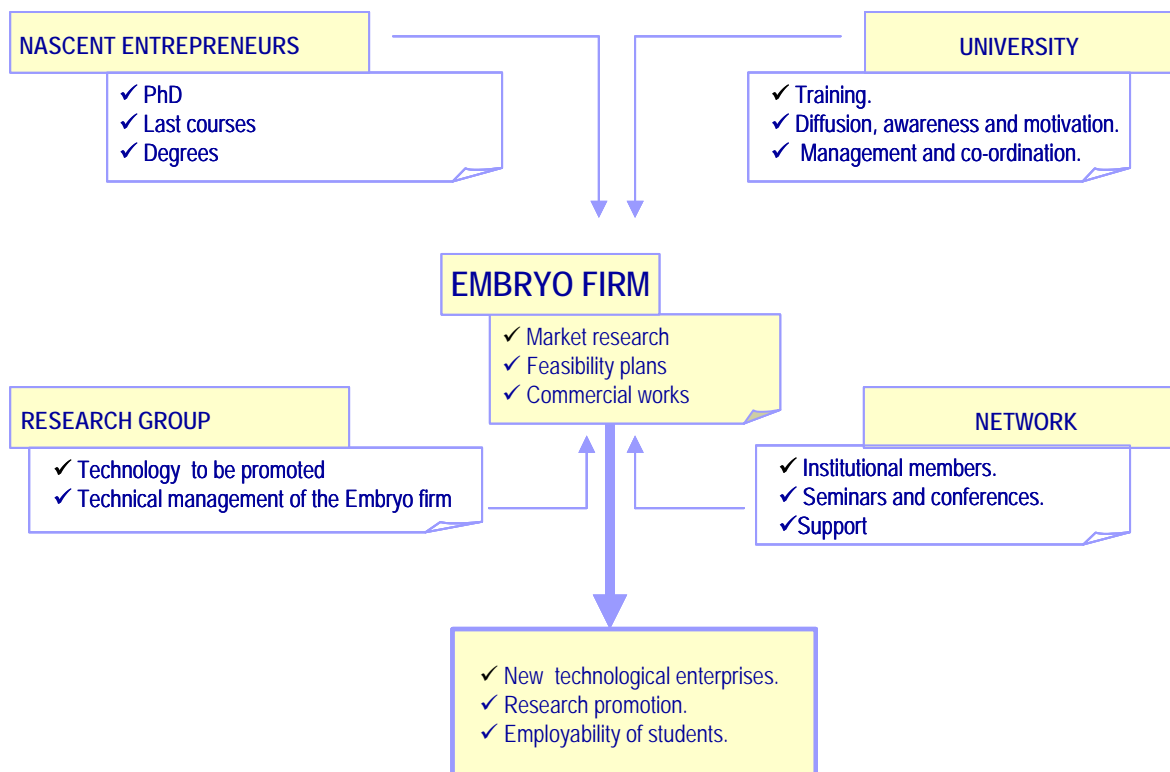 NASCENT ENTREPRENEURS
✓ PhD
✓ Last courses
✓ Degrees
UNIVERSITY
✓ Training.
✓ Diffusion, awareness and motivation.
✓ Management and co-ordination.
EMBRYO FIRM
✓ Market research
✓ Feasibility plans
✓ Commercial works
RESEARCH GROUP
✓ Technology to be promoted
✓ Technical management of the Embryo firm
NETWORK
✓ Institutional members.
✓ Seminars and conferences.
✓Support
✓ New technological enterprises.
✓ Research promotion.
✓ Employability of students.